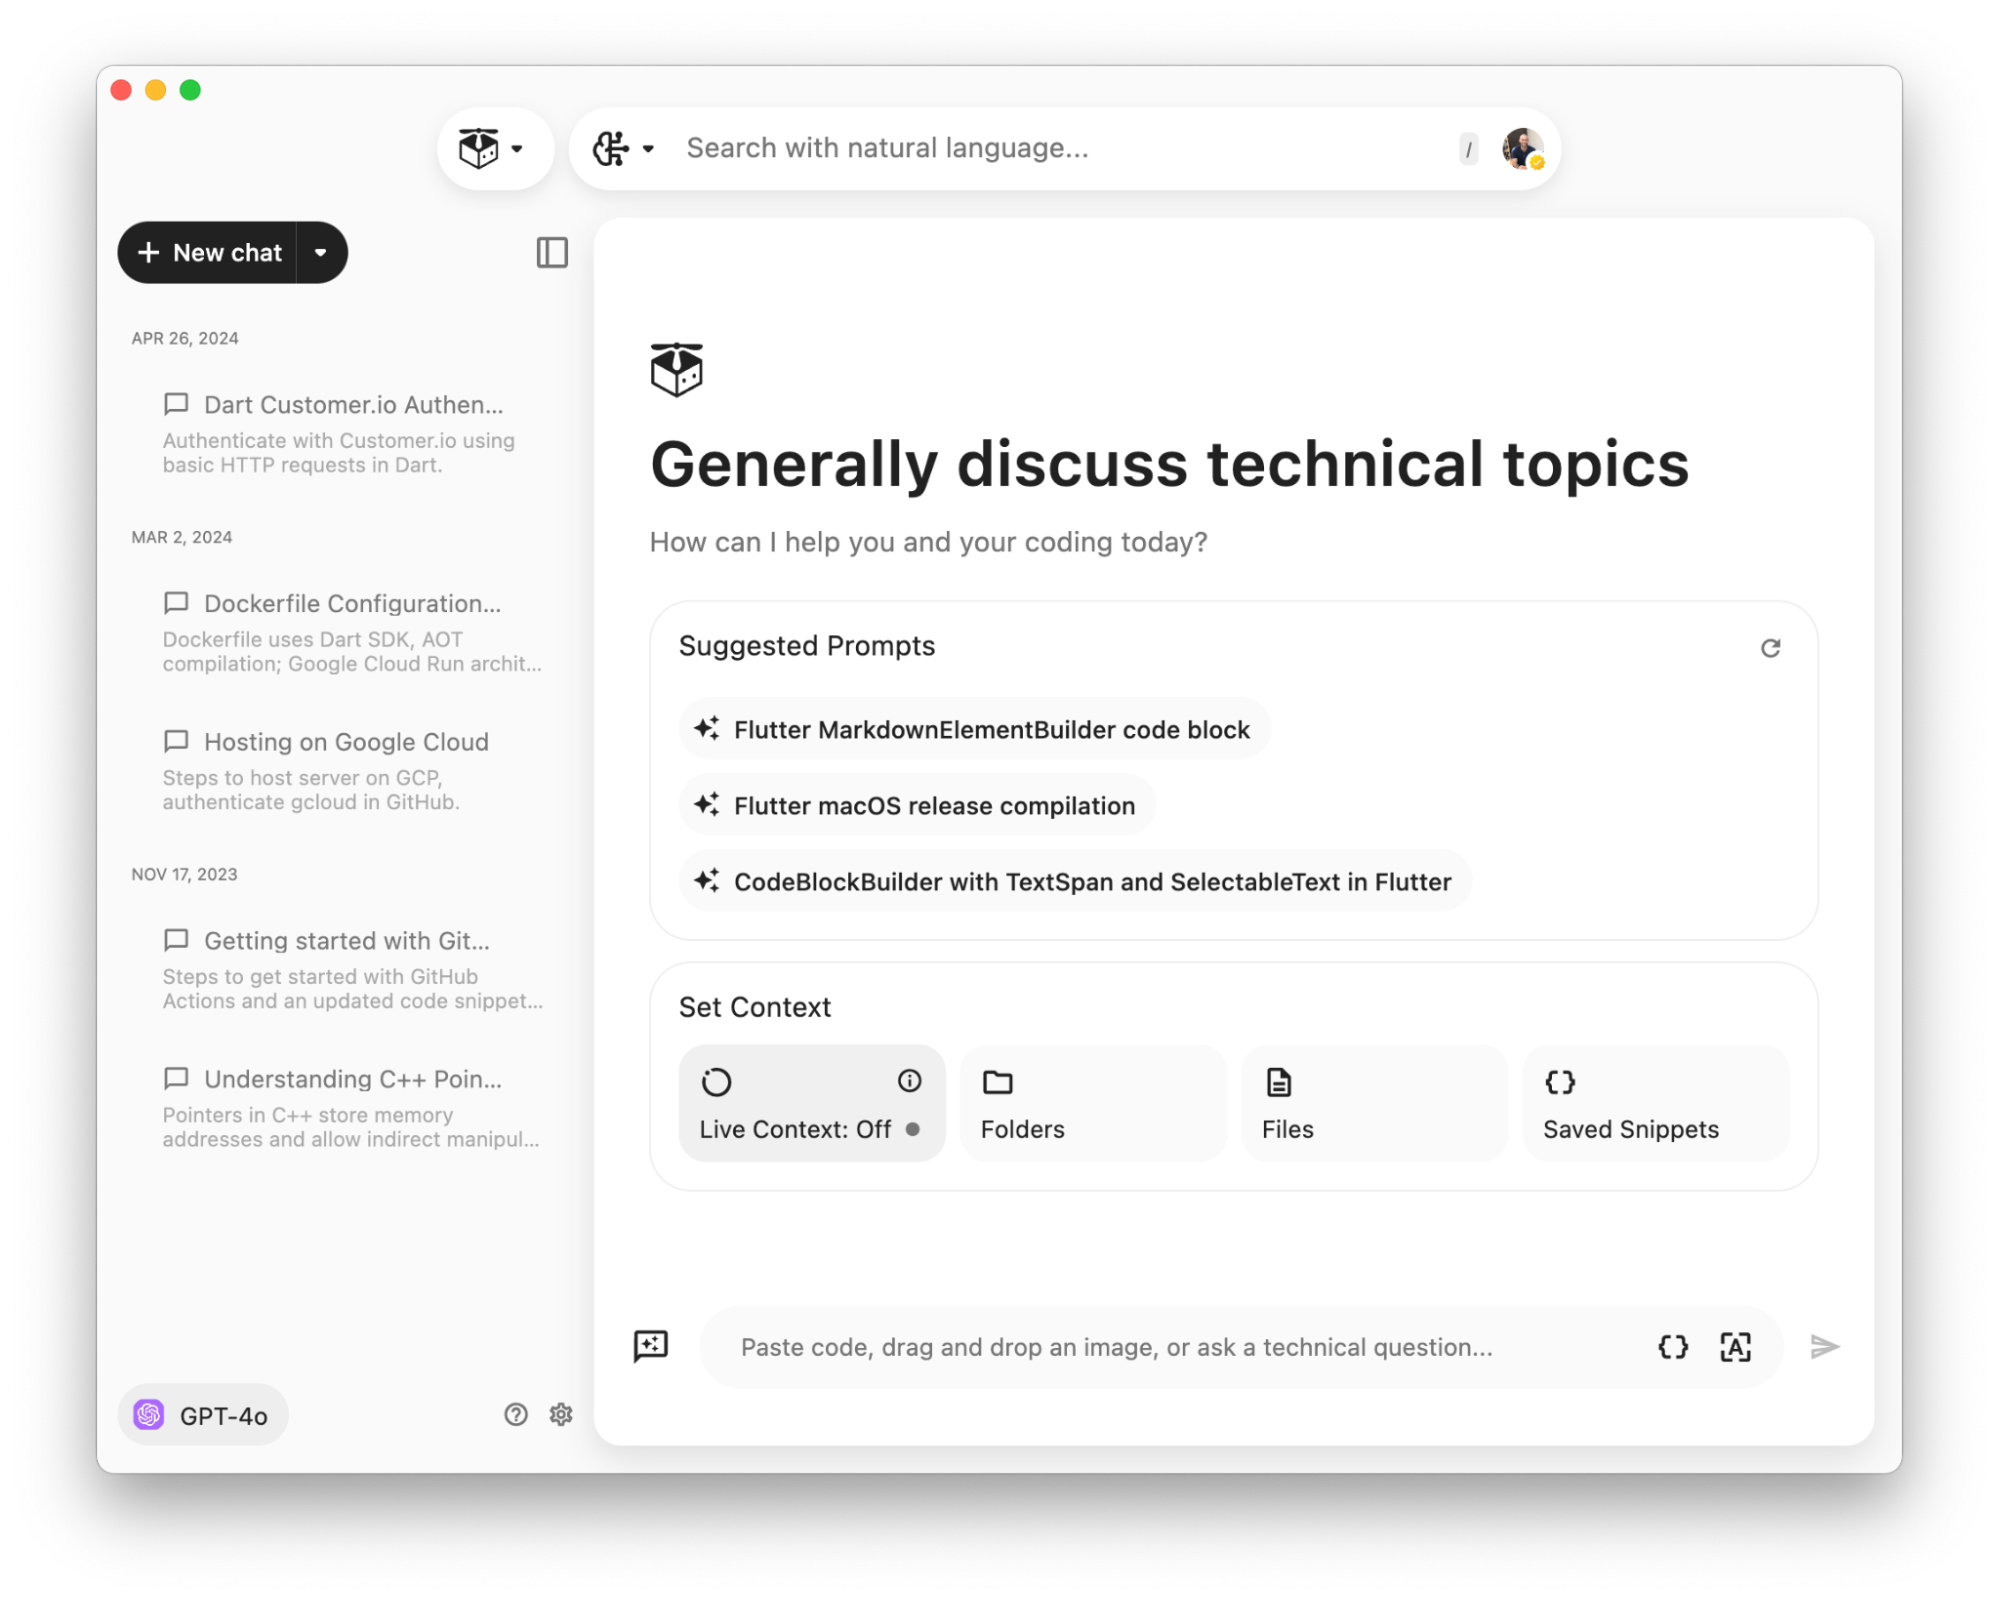 Search with natural language...
/
New chat
APR 26, 2024
Dart Customer.io Authen...
Authenticate with Customer.io using
basic HTTP requests in Dart.
MAR 2, 2024
Dockerfile Configuration...
Dockerfile uses Dart SDK, AOT
compilation; Google Cloud Run archit...
Hosting on Google Cloud
Steps to host server on GCP,
authenticate gcloud in GitHub.
NOV 17, 2023
Getting started with Git...
Steps to get started with GitHub
Actions and an updated code snippet...
Understanding C++ Poin...
Pointers in C++ store memory
addresses and allow indirect manipul...
GPT-4o
Generally discuss technical topics
How can I help you and your coding today?
Suggested Prompts
Flutter MarkdownElementBuilder code block
Flutter macOS release compilation
CodeBlockBuilder with TextSpan and SelectableText in Flutter
Set Context
Live Context: Off
Folders
Files
Saved Snippets
Paste code, drag and drop an image, or ask a technical question...